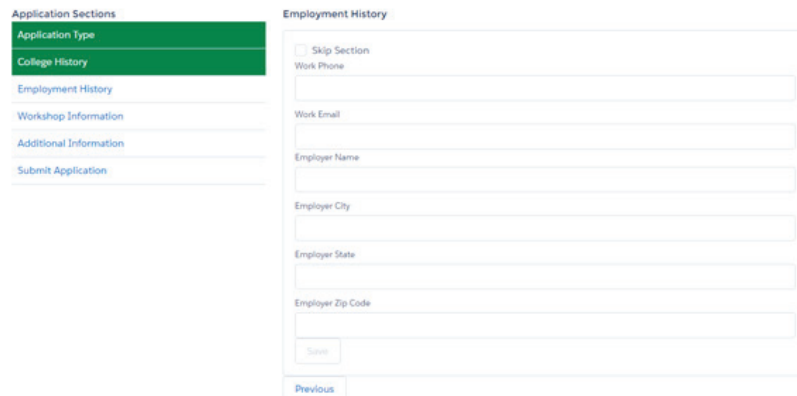 Application Sections
Application Type
College History
Employment History
Workshop Information
Additional Information
Submit Application
Employment History
Skip Section
Work Phone
Work Email
Employer Name
Employer City
Employer State
Employer Zip Code
Save
Previous